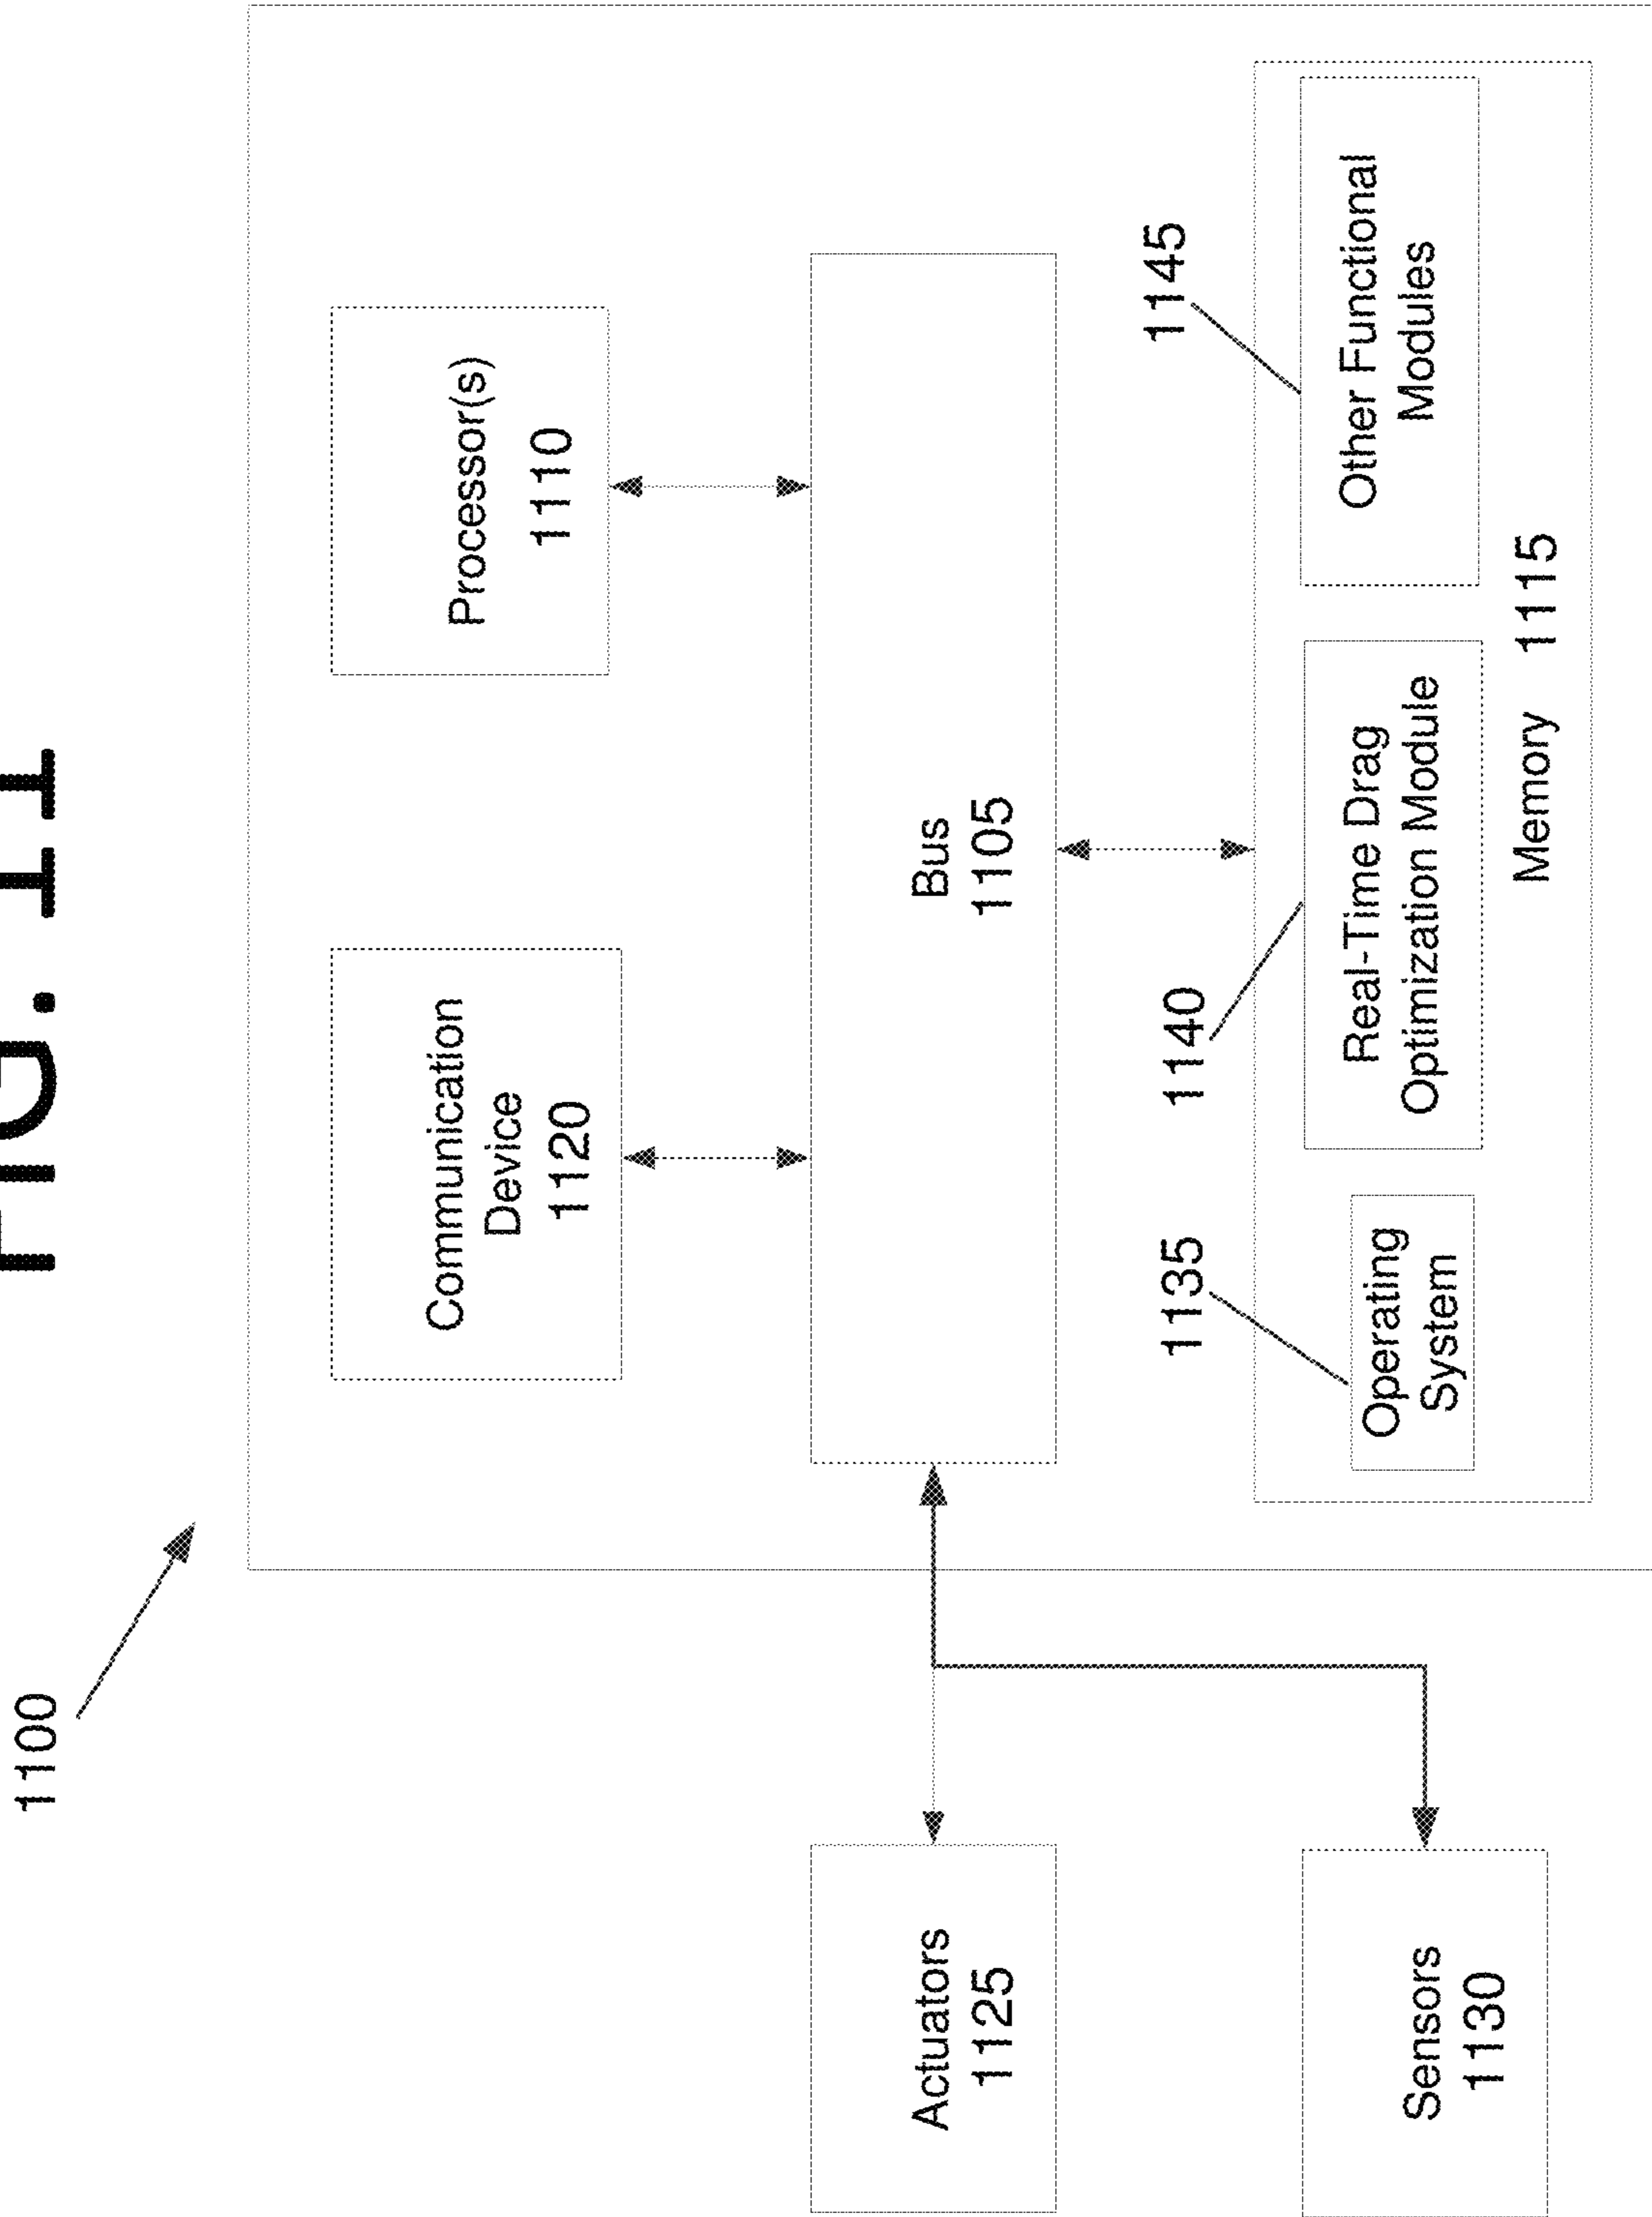 FIG. 11
1100
Communication
Device
1120
Processor(s)
1110
Bus
1105
Actuators
1125
Sensors
1130
1135
1140
1145
Operating
System
Real-Time Drag
Optimization Module
Other Functional
Modules
Memory 1115